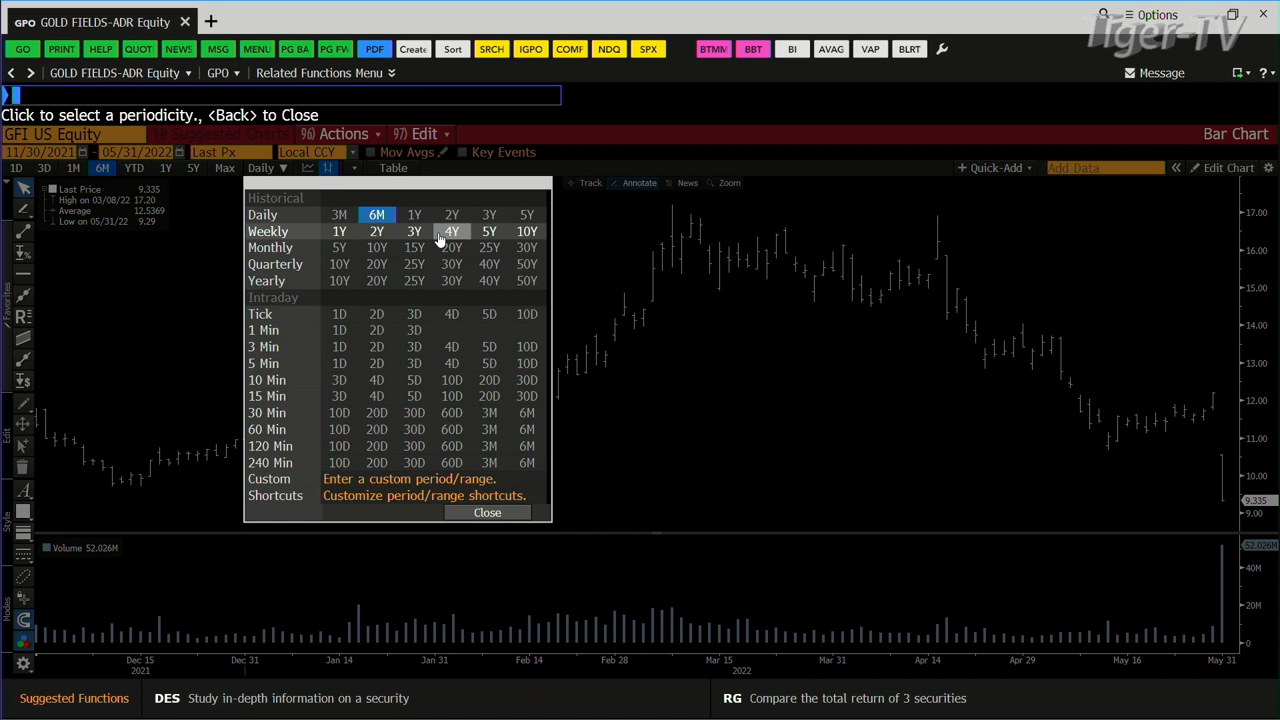 GPO GOLD FIELDS-ADR Equity × +
Options
Tiger-TV
GO PRINT HELP QUOT NEWS MSG MENU PG BA PG FV PDF Create Sort SRCH IGPO COMF NDQ SPX BTMM BBT BI AVAG VAP BLRT
GOLD FIELDS-ADR Equity GPO Related Functions Menu Message ?
Click to select a periodicity., <Back> to Close
GFI US Equity 94) Suggested Charts 96) Actions 97) Edit Bar Chart
11/30/2021 - 05/31/2022 Last Px Local CCY Mov Avgs Key Events
1D 3D 1M 6M YTD 1Y 5Y Max Daily Table + Quick-Add Add Data Edit Chart
Track Annotate News Zoom
Last Price 9.335
High on 03/08/22 17.20
Average 12.5369
Low on 05/31/22 9.29
Historical
Daily 3M 6M 1Y 2Y 3Y 5Y
Weekly 1Y 2Y 3Y 4Y 5Y 10Y
Monthly 5Y 10Y 15Y 20Y 25Y 30Y
Quarterly 10Y 20Y 25Y 30Y 40Y 50Y
Yearly 10Y 20Y 25Y 30Y 40Y 50Y
Intraday
Tick 1D 2D 3D 4D 5D 10D
1 Min 1D 2D 3D
3 Min 1D 2D 3D 4D 5D 10D
5 Min 1D 2D 3D 4D 5D 10D
10 Min 3D 4D 5D 10D 20D 30D
15 Min 3D 4D 5D 10D 20D 30D
30 Min 10D 20D 30D 60D 3M 6M
60 Min 10D 20D 30D 60D 3M 6M
120 Min 10D 20D 30D 60D 3M 6M
240 Min 10D 20D 30D 60D 3M 6M
Custom Enter a custom period/range.
Shortcuts Customize period/range shortcuts.
Close
17.00
16.00
15.00
14.00
13.00
12.00
11.00
10.00
9.335
9.00
Favorites
Edit
Style
Modes
Volume 52.026M
52.026M
40M
20M
0
Dec 15 Dec 31 Jan 14 Jan 31 Feb 14 Feb 28 Mar 15 Mar 31 Apr 14 Apr 29 May 16 May 31
2021 2022
Suggested Functions DES Study in-depth information on a security RG Compare the total return of 3 securities